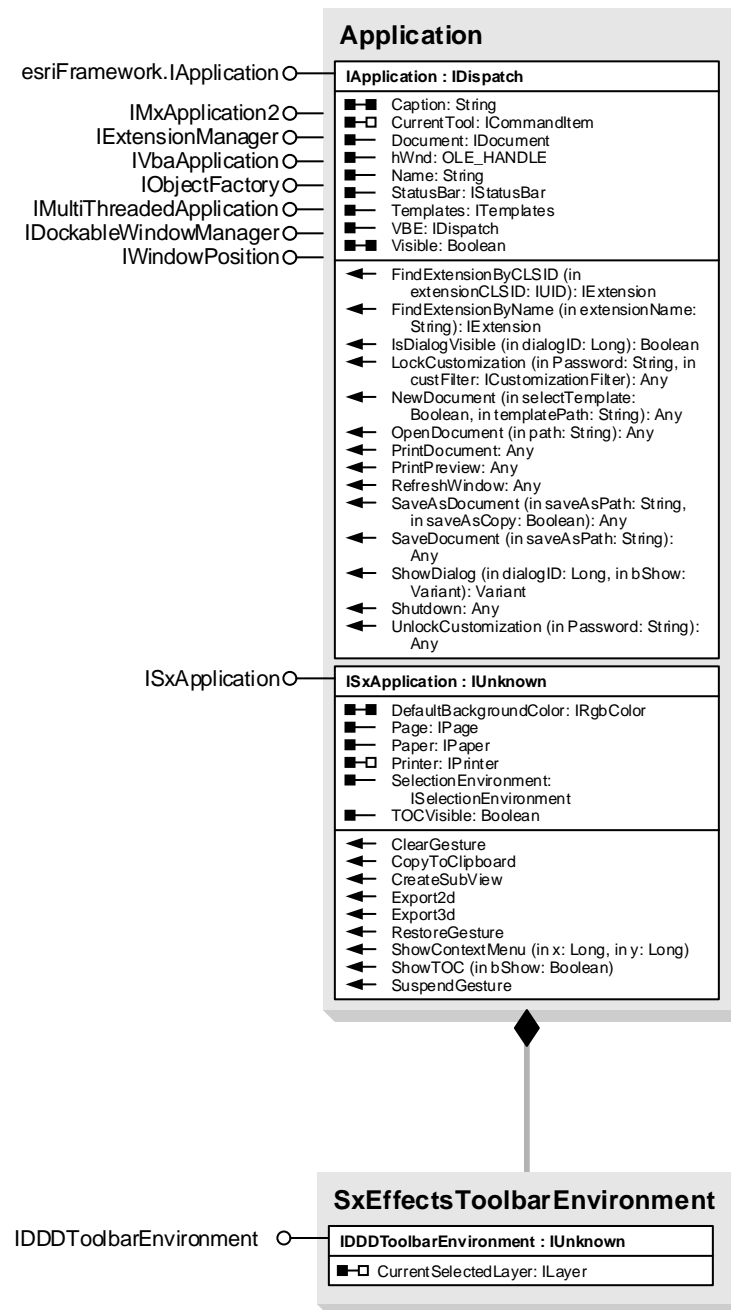 Application
esriFramework.IApplication
IApplication : IDispatch
IMxApplication2
IExtensionManager
IVbaApplication
IObjectFactory
IMultiThreadedApplication
IDockableWindowManager
IWindowPosition
Caption: String
CurrentTool: ICommandItem
Document: IDocument
hWnd: OLE_HANDLE
Name: String
StatusBar: IStatusBar
Templates: ITemplates
VBE: IDispatch
Visible: Boolean
FindExtensionByCLSID (in
extensionCLSID: IUID): IExtension
FindExtensionByName (in extensionName:
String): IExtension
IsDialogVisible (in dialogID: Long): Boolean
LockCustomization (in Password: String, in
custFilter: ICustomizationFilter): Any
NewDocument (in selectTemplate:
Boolean, in templatePath: String): Any
OpenDocument (in path: String): Any
PrintDocument: Any
PrintPreview: Any
RefreshWindow: Any
SaveAsDocument (in saveAsPath: String,
in saveAsCopy: Boolean): Any
SaveDocument (in saveAsPath: String):
Any
ShowDialog (in dialogID: Long, in bShow:
Variant): Variant
Shutdown: Any
UnlockCustomization (in Password: String):
Any
ISxApplication
ISxApplication : IUnknown
DefaultBackgroundColor: IRgbColor
Page: IPage
Paper: IPaper
Printer: IPrinter
SelectionEnvironment:
ISelectionEnvironment
TOCVisible: Boolean
ClearGesture
CopyToClipboard
CreateSubView
Export2d
Export3d
RestoreGesture
ShowContextMenu (in x: Long, in y: Long)
ShowTOC (in bShow: Boolean)
SuspendGesture
SxEffectsToolbarEnvironment
IDDDToolbarEnvironment
IDDDToolbarEnvironment : IUnknown
CurrentSelectedLayer: ILayer